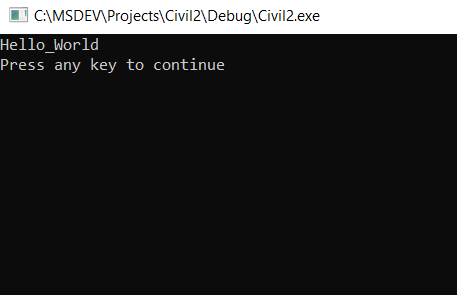 C:\MSDEV\Projects\Civil2\Debug\Civil2.exe
Hello_World
Press any key to continue